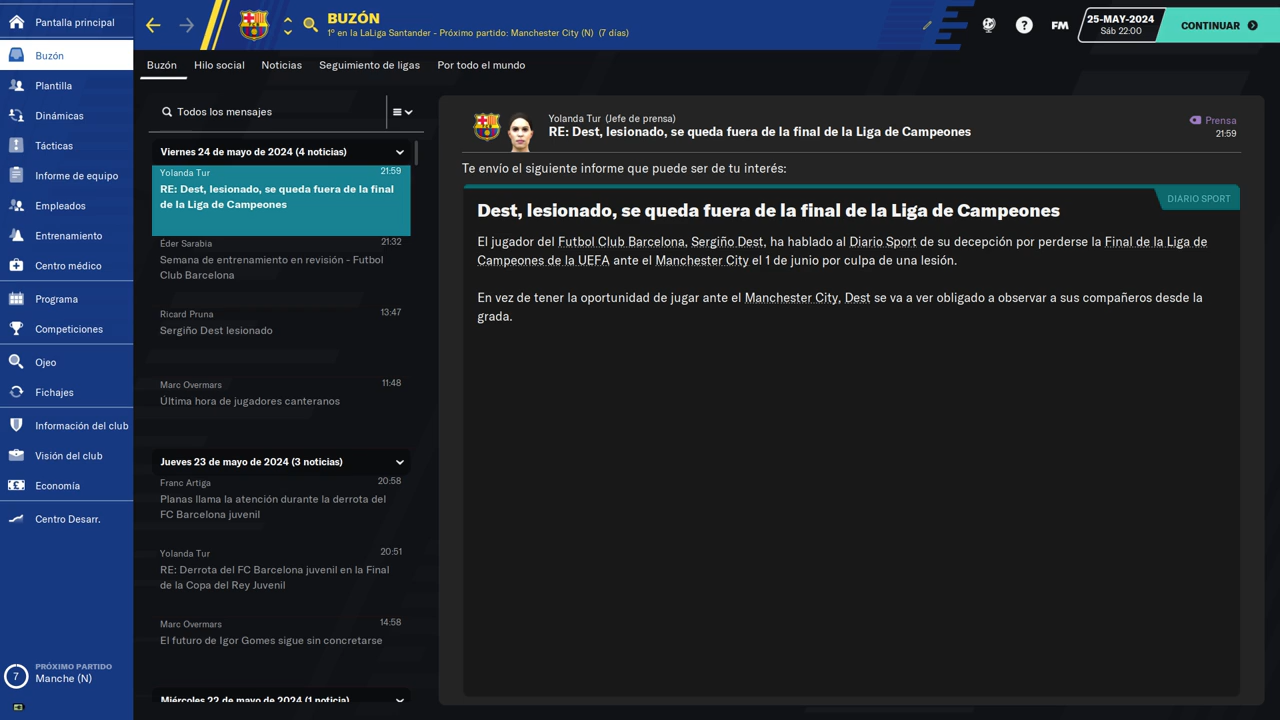 Pantalla principal
Buzón
Plantilla
Dinámicas
Tácticas
Informe de equipo
Empleados
Entrenamiento
Centro médico
Programa
Competiciones
Ojeo
Fichajes
Información del club
Visión del club
Economía
Centro Desarr.
7
PRÓXIMO PARTIDO
Manche (N)
BUZÓN
1º en la LaLiga Santander - Próximo partido: Manchester City (N) (7 días)
FM
25-MAY-2024
Sáb 22:00
CONTINUAR
Buzón
Hilo social
Noticias
Seguimiento de ligas
Por todo el mundo
Todos los mensajes
Viernes 24 de mayo de 2024 (4 noticias)
Yolanda Tur 21:59
RE: Dest, lesionado, se queda fuera de la final
de la Liga de Campeones
Éder Sarabia 21:32
Semana de entrenamiento en revisión - Futbol
Club Barcelona
Ricard Pruna 13:47
Sergiño Dest lesionado
Marc Overmars 11:48
Última hora de jugadores canteranos
Jueves 23 de mayo de 2024 (3 noticias)
Franc Artiga 20:58
Planas llama la atención durante la derrota del
FC Barcelona juvenil
Yolanda Tur 20:51
RE: Derrota del FC Barcelona juvenil en la Final
de la Copa del Rey Juvenil
Marc Overmars 14:58
El futuro de Igor Gomes sigue sin concretarse
Miércoles 22 de mayo de 2024 (1 noticia)
Yolanda Tur (Jefe de prensa)
RE: Dest, lesionado, se queda fuera de la final de la Liga de Campeones
Prensa
21:59
Te envío el siguiente informe que puede ser de tu interés:
DIARIO SPORT
Dest, lesionado, se queda fuera de la final de la Liga de Campeones
El jugador del Futbol Club Barcelona, Sergiño Dest, ha hablado al Diario Sport de su decepción por perderse la Final de la Liga de
Campeones de la UEFA ante el Manchester City el 1 de junio por culpa de una lesión.
En vez de tener la oportunidad de jugar ante el Manchester City, Dest se va a ver obligado a observar a sus compañeros desde la
grada.